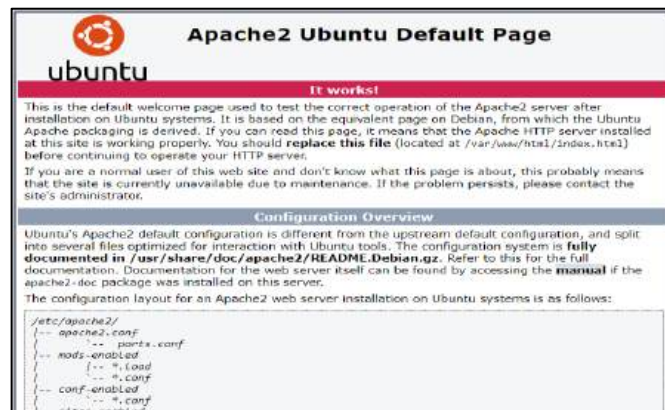 Apache2 Ubuntu Default Page
ubuntu
It works!
This is the default welcome page used to test the correct operation of the Apache2 server after
installation on Ubuntu systems. It is based on the equivalent page on Debian, from which the Ubuntu
Apache packaging is derived. If you can read this page, it means that the Apache HTTP server installed
at this site is working properly. You should replace this file (located at /var/www/html/index.html)
before continuing to operate your HTTP server.
If you are a normal user of this web site and don't know what this page is about, this probably means
that the site is currently unavailable due to maintenance. If the problem persists, please contact the
site's administrator.
Configuration Overview
Ubuntu's Apache2 default configuration is different from the upstream default configuration, and split
into several files optimized for interaction with Ubuntu tools. The configuration system is fully
documented in /usr/share/doc/apache2/README.Debian.gz. Refer to this for the full
documentation. Documentation for the web server itself can be found by accessing the manual if the
apache2-doc package was installed on this server.
The configuration layout for an Apache2 web server installation on Ubuntu systems is as follows:
/etc/apache2/
|-- apache2.conf
|       `--  ports.conf
|-- mods-enabled
|       |-- *.load
|       `-- *.conf
|-- conf-enabled
|       `-- *.conf